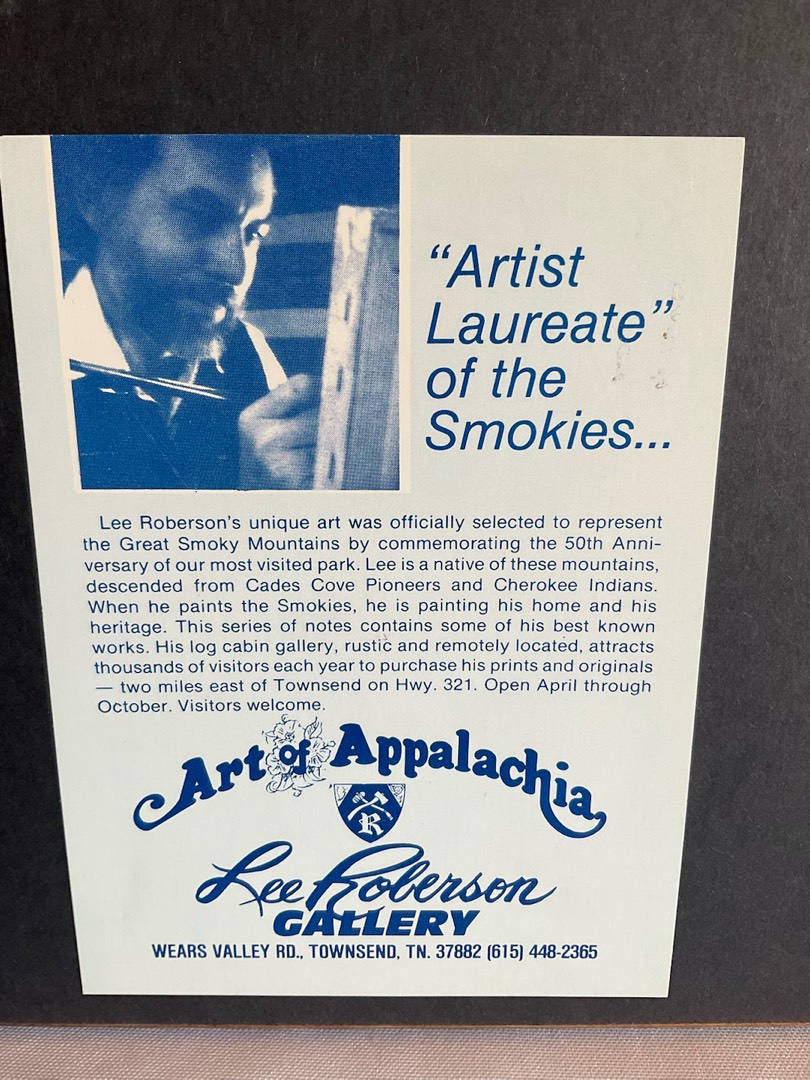 “Artist
Laureate”
of the
Smokies...
Lee Roberson's unique art was officially selected to represent
the Great Smoky Mountains by commemorating the 50th Anni-
versary of our most visited park. Lee is a native of these mountains,
descended from Cades Cove Pioneers and Cherokee Indians.
When he paints the Smokies, he is painting his home and his
heritage. This series of notes contains some of his best known
works. His log cabin gallery, rustic and remotely located, attracts
thousands of visitors each year to purchase his prints and originals
— two miles east of Townsend on Hwy. 321. Open April through
October. Visitors welcome.
Art of Appalachia
R
Lee Roberson
GALLERY
WEARS VALLEY RD., TOWNSEND, TN. 37882 (615) 448-2365